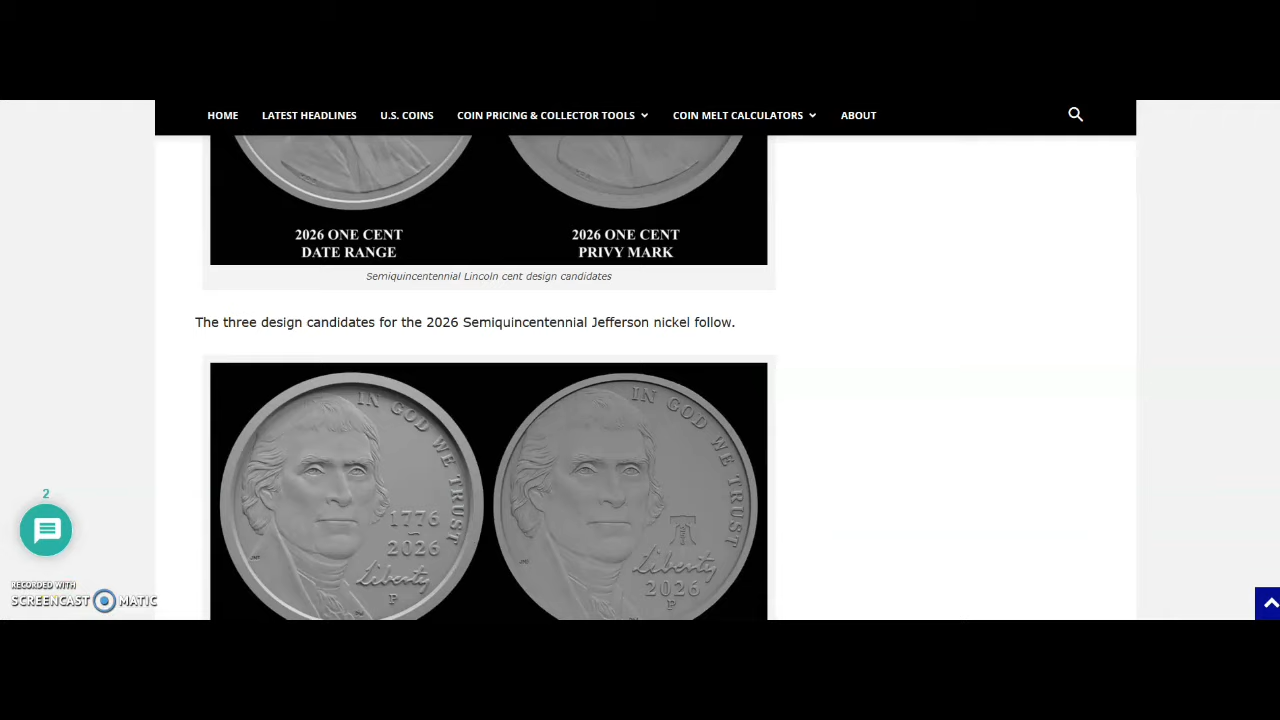 HOME LATEST HEADLINES U.S. COINS COIN PRICING & COLLECTOR TOOLS COIN MELT CALCULATORS ABOUT
2026 ONE CENT
DATE RANGE
2026 ONE CENT
PRIVY MARK
Semiquincentennial Lincoln cent design candidates
The three design candidates for the 2026 Semiquincentennial Jefferson nickel follow.
IN GOD WE TRUST
1776
2026
Liberty
P
IN GOD WE TRUST
Liberty
2026
P
2
RECORDED WITH
SCREENCAST MATIC